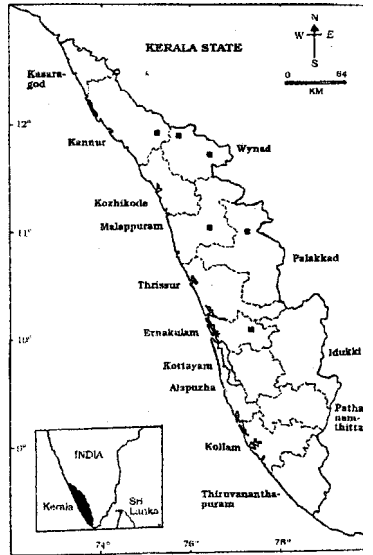 KERALA STATE
N
W E
S
0 64
KM
Kasara-
god
12°
Kannur
Wynad
Kozhikode
Malappuram
11°
Palakkad
Thrissur
Ernakulam
10°
Idukki
Kottayam
Alapuzha
Patha
nam-
thitta
9°
Kollam
INDIA
Kerala
SRI
Lanka
Thiruvanantha-
puram
74°
76°
78°